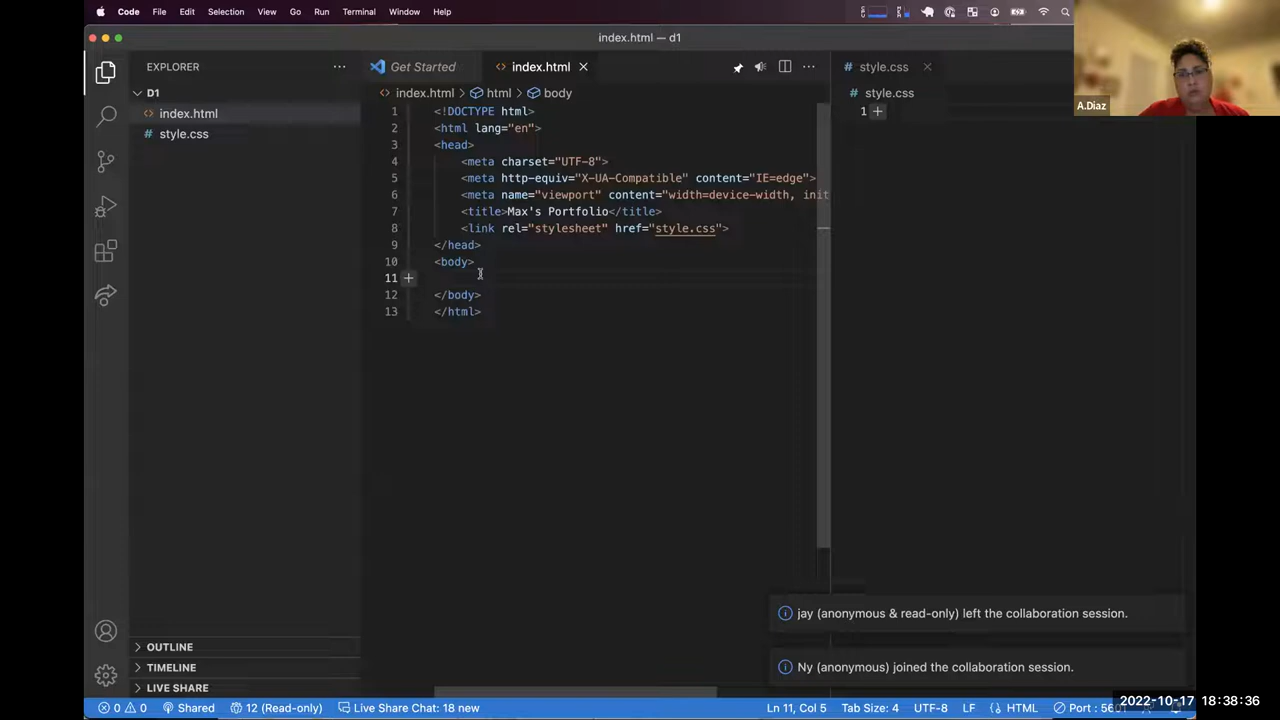 Code File Edit Selection View Go Run Terminal Window Help
index.html — d1
A.Diaz
EXPLORER
D1
index.html
style.css
OUTLINE
TIMELINE
LIVE SHARE
Get Started
index.html
index.html > html > body
1 <!DOCTYPE html>
2 <html lang="en">
3 <head>
4 <meta charset="UTF-8">
5 <meta http-equiv="X-UA-Compatible" content="IE=edge">
6 <meta name="viewport" content="width=device-width, init
7 <title>Max's Portfolio</title>
8 <link rel="stylesheet" href="style.css">
9 </head>
10 <body>
11
12 </body>
13 </html>
style.css
style.css
1
jay (anonymous & read-only) left the collaboration session.
Ny (anonymous) joined the collaboration session.
0 0 Shared 12 (Read-only) Live Share Chat: 18 new Ln 11, Col 5 Tab Size: 4 UTF-8 LF HTML Port :
2022-10-17 18:38:36